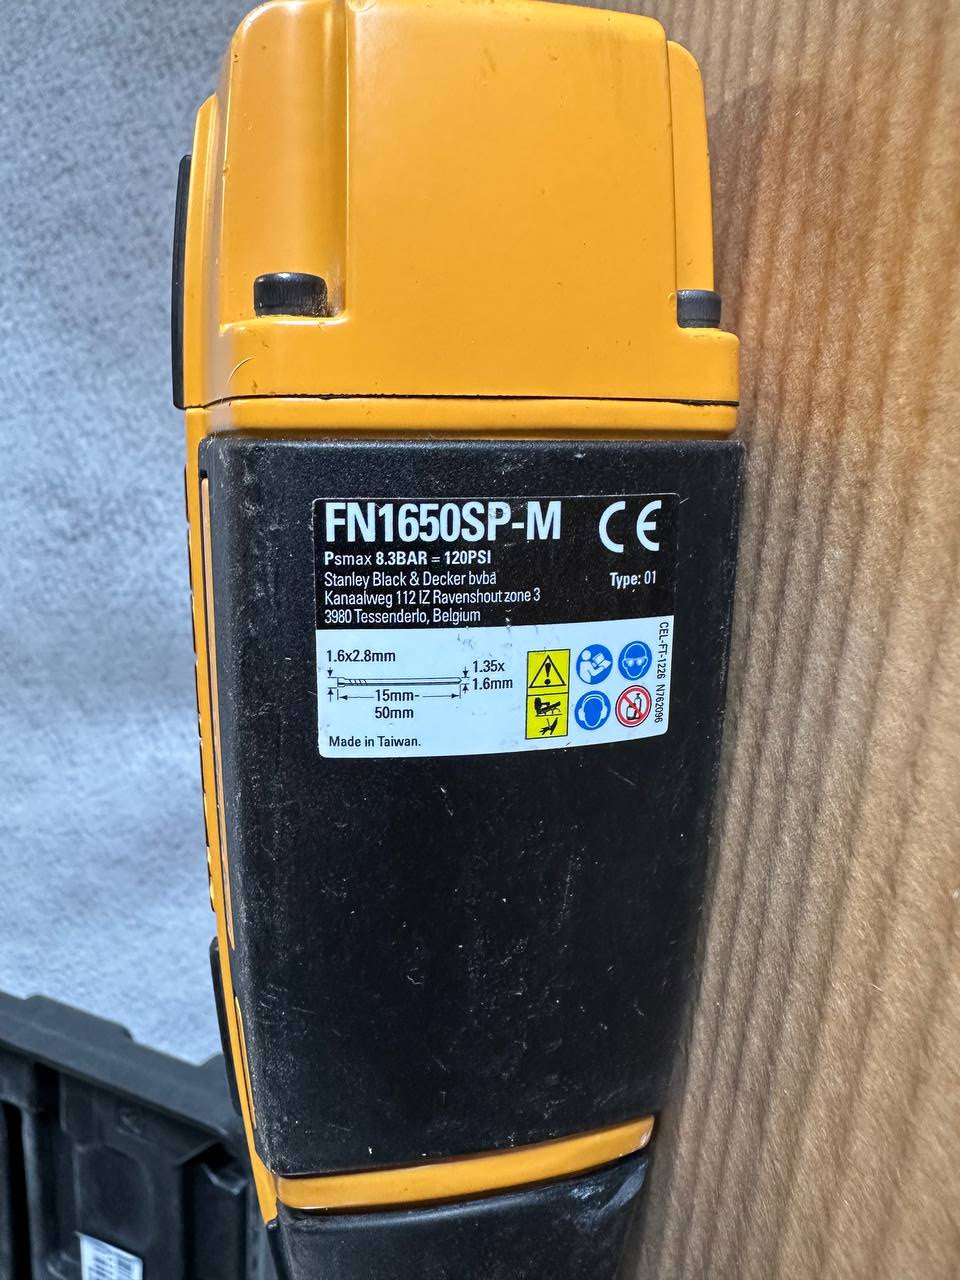 FN1650SP-M
CE
Psmax 8.3BAR = 120PSI
Stanley Black & Decker bvba
Type: 01
Kanaalweg 112 IZ Ravenshout zone 3
3980 Tessenderlo, Belgium
1.6x2.8mm
1.35x
1.6mm
15mm-
50mm
CEL-FT-1226 N762096
Made in Taiwan.